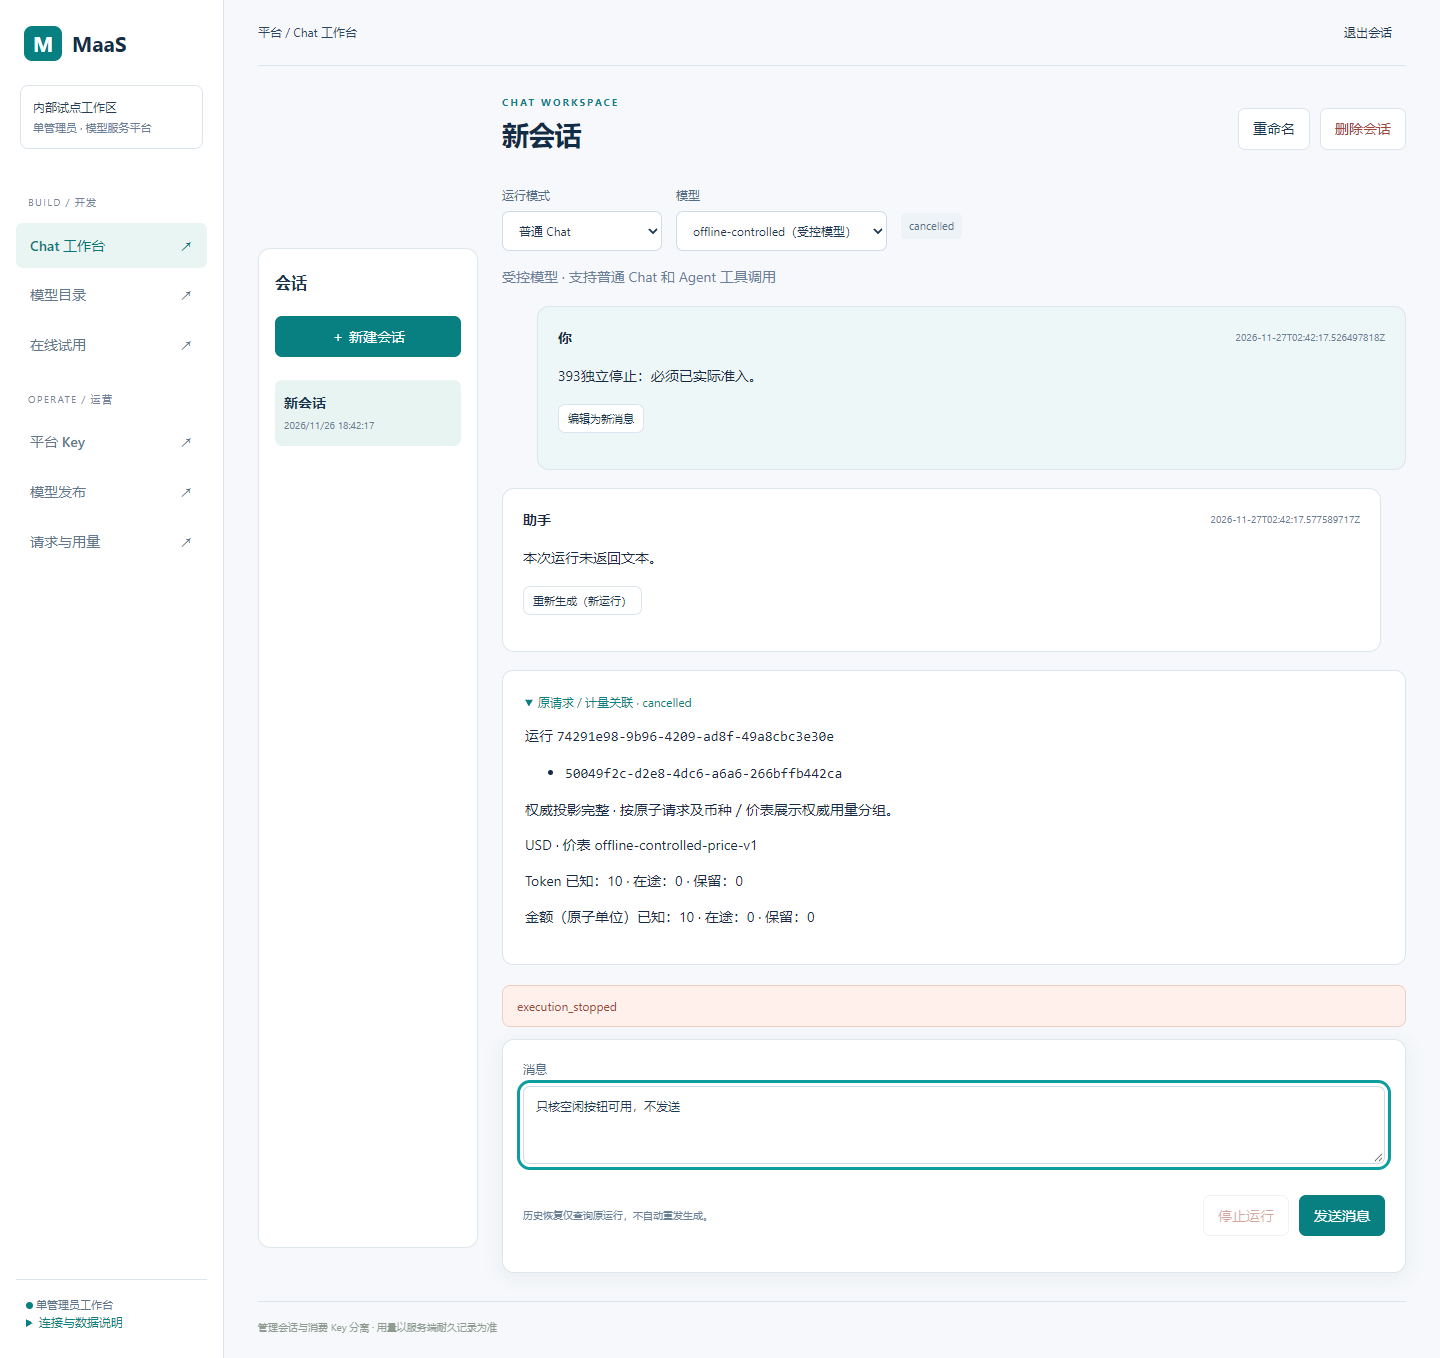 M MaaS
内部试点工作区
单管理员 · 模型服务平台
BUILD / 开发
Chat 工作台 ↗
模型目录 ↗
在线试用 ↗
OPERATE / 运营
平台 Key ↗
模型发布 ↗
请求与用量 ↗
单管理员工作台
连接与数据说明
平台 / Chat 工作台
退出会话
会话
+ 新建会话
新会话
2026/11/26 18:42:17
CHAT WORKSPACE
新会话
重命名
删除会话
运行模式
模型
普通 Chat
offline-controlled（受控模型）
cancelled
受控模型 · 支持普通 Chat 和 Agent 工具调用
你
2026-11-27T02:42:17.526497818Z
393独立停止：必须已实际准入。
编辑为新消息
助手
2026-11-27T02:42:17.577589717Z
本次运行未返回文本。
重新生成（新运行）
▼ 原请求 / 计量关联 · cancelled
运行 74291e98-9b96-4209-ad8f-49a8cbc3e30e
• 50049f2c-d2e8-4dc6-a6a6-266bffb442ca
权威投影完整 · 按原子请求及币种 / 价表展示权威用量分组。
USD · 价表 offline-controlled-price-v1
Token 已知：10 · 在途：0 · 保留：0
金额（原子单位）已知：10 · 在途：0 · 保留：0
execution_stopped
消息
只核空闲按钮可用，不发送
历史恢复仅查询原运行，不自动重发生成。
停止运行
发送消息
管理会话与消费 Key 分离 · 用量以服务端耐久记录为准